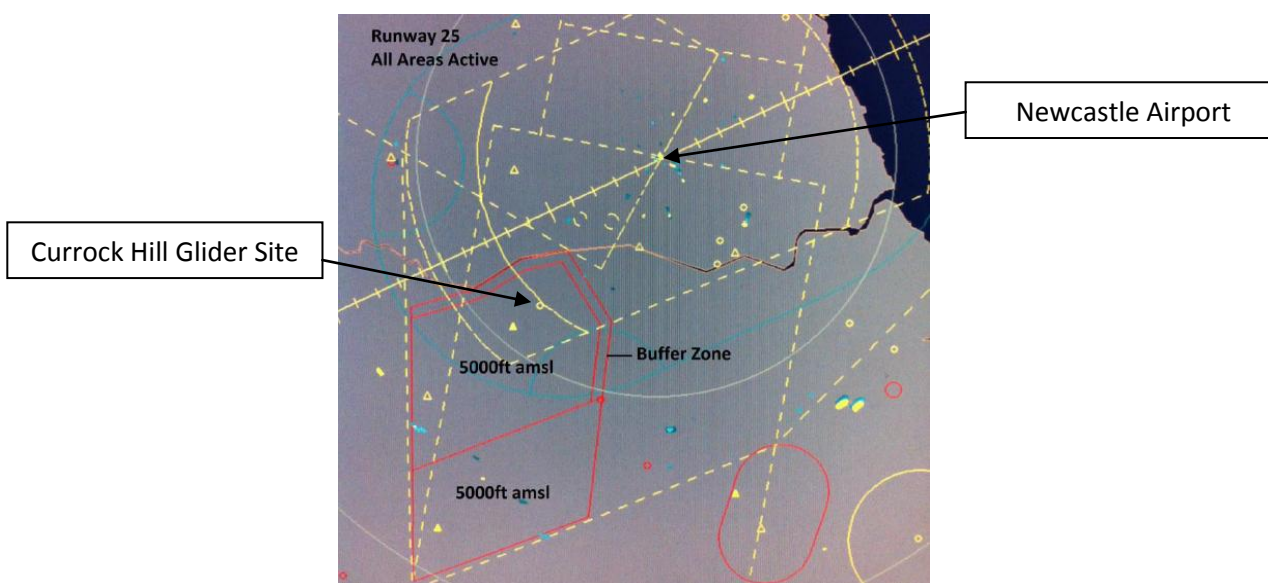 Runway 25
All Areas Active
Newcastle Airport
Currock Hill Glider Site
Buffer Zone
5000ft amsl
5000ft amsl